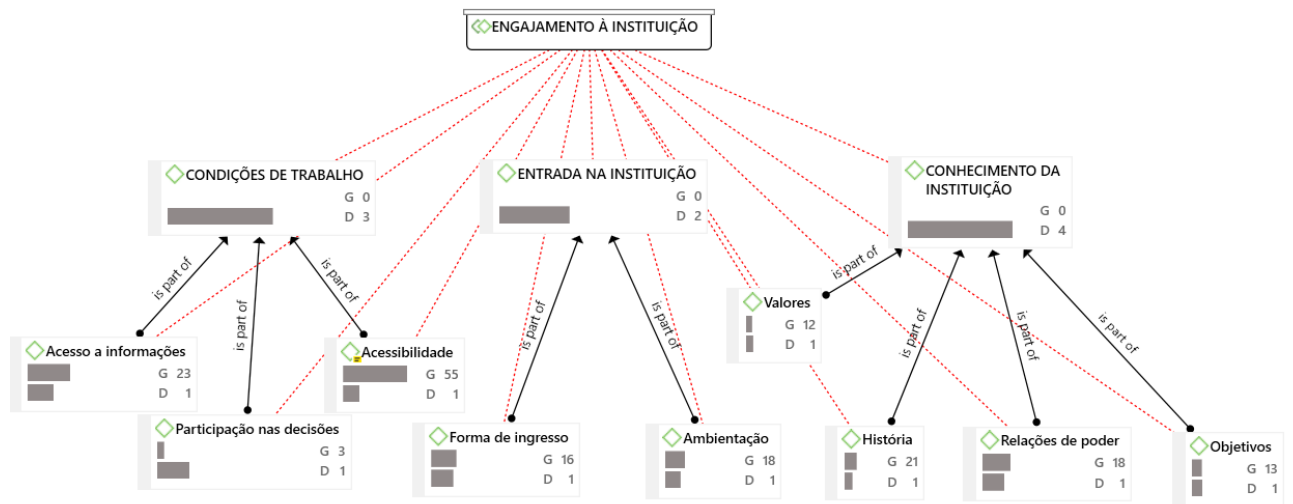 ENGAJAMENTO À INSTITUIÇÃO
CONDIÇÕES DE TRABALHO
G 0
D 3
ENTRADA NA INSTITUIÇÃO
G 0
D 2
CONHECIMENTO DA
INSTITUIÇÃO
G 0
D 4
is part of
is part of
is part of
is part of
is part of
is part of
is part of
is part of
is part of
Valores
G 12
D 1
Acesso a informações
G 23
D 1
Acessibilidade
G 55
D 1
Participação nas decisões
G 3
D 1
Forma de ingresso
G 16
D 1
Ambientação
G 18
D 1
História
G 21
D 1
Relações de poder
G 18
D 1
Objetivos
G 13
D 1